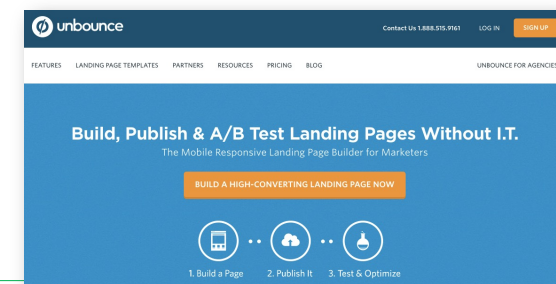 unbounce
Contact Us 1.888.515.9161 LOG IN SIGN UP
FEATURES LANDING PAGE TEMPLATES PARTNERS RESOURCES PRICING BLOG UNBOUNCE FOR AGENCIES
Build, Publish & A/B Test Landing Pages Without I.T.
The Mobile Responsive Landing Page Builder for Marketers
BUILD A HIGH-CONVERTING LANDING PAGE NOW
1. Build a Page 2. Publish It 3. Test & Optimize